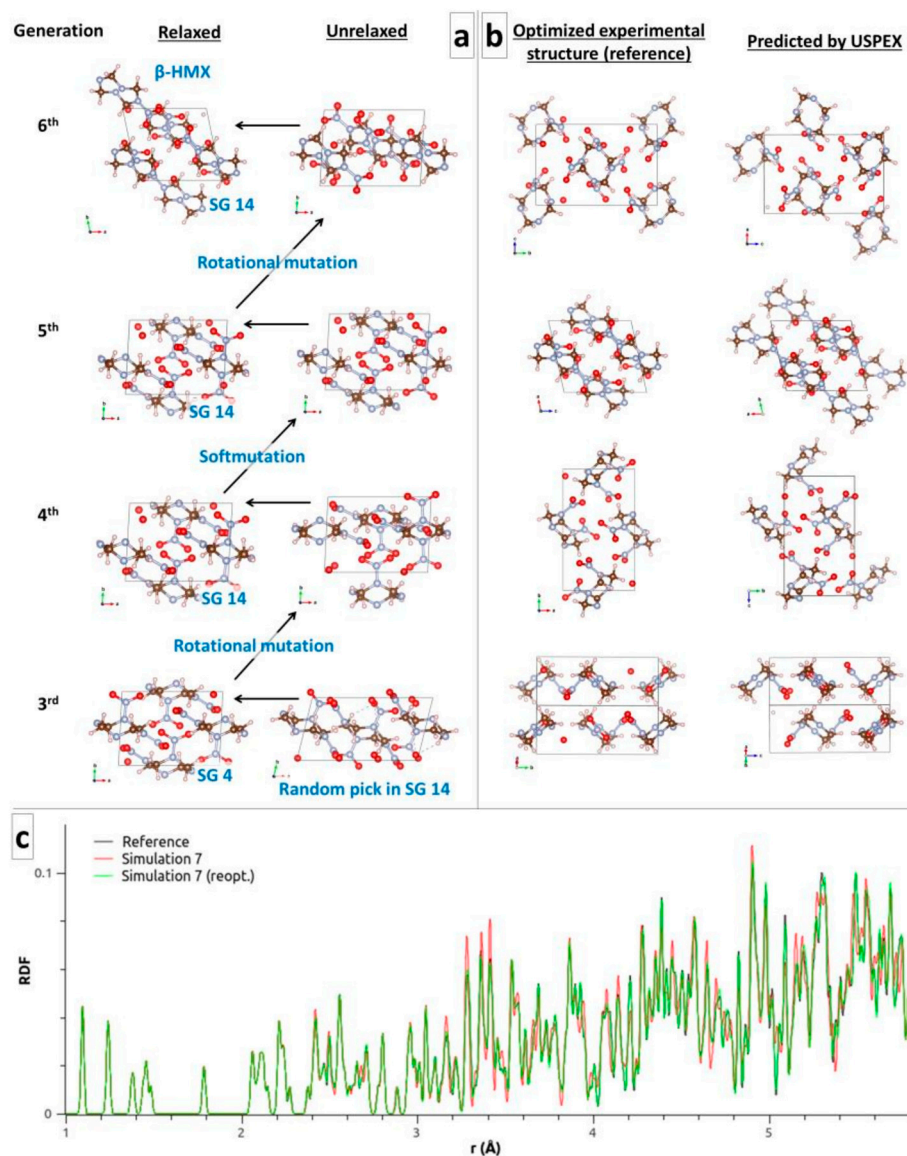 Generation
Relaxed
Unrelaxed
a
β-HMX
6th
SG 14
Rotational mutation
5th
SG 14
Softmutation
4th
SG 14
Rotational mutation
3rd
SG 4
Random pick in SG 14
b
Optimized experimental
structure (reference)
Predicted by USPEX
c
Reference
Simulation 7
Simulation 7 (reopt.)
0.1
RDF
0
1
2
3
4
5
r (Å)